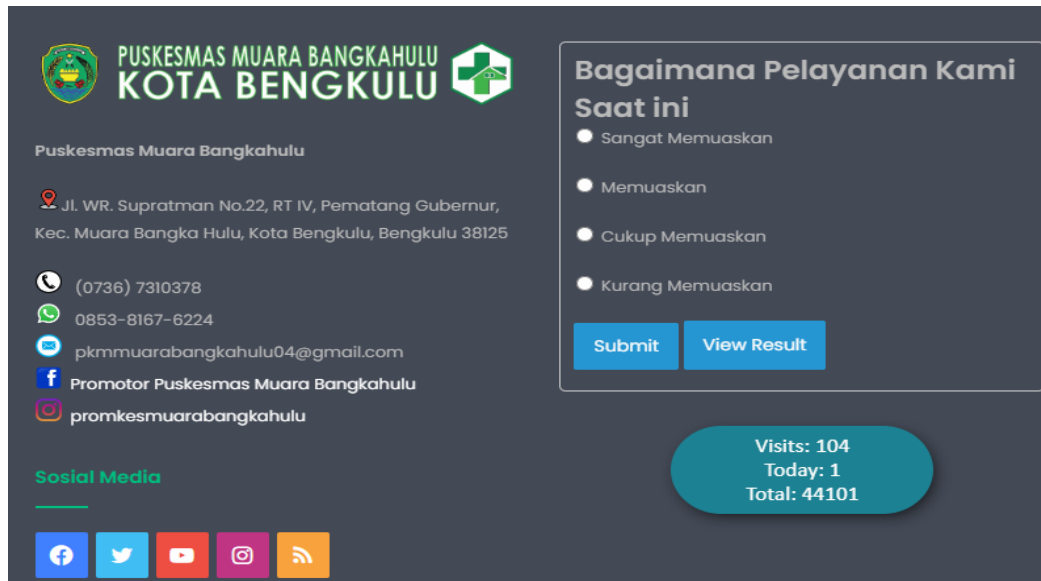 PUSKESMAS MUARA BANGKAHULU
KOTA BENGKULU
Puskesmas Muara Bangkahulu
Jl. WR. Supratman No.22, RT IV, Pematang Gubernur,
Kec. Muara Bangka Hulu, Kota Bengkulu, Bengkulu 38125
(0736) 7310378
0853-8167-6224
pkmmuarabangkahulu04@gmail.com
Promotor Puskesmas Muara Bangkahulu
promkesmuarabangkahulu
Sosial Media
Bagaimana Pelayanan Kami
Saat ini
Sangat Memuaskan
Memuaskan
Cukup Memuaskan
Kurang Memuaskan
Submit
View Result
Visits: 104
Today: 1
Total: 44101